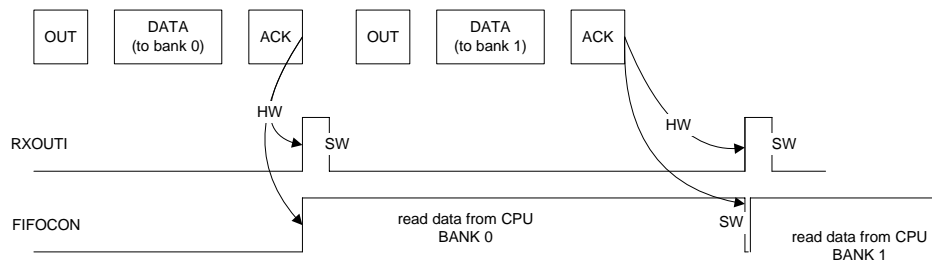 OUT
DATA
(to bank 0)
ACK
OUT
DATA
(to bank 1)
ACK
HW
HW
RXOUTI
SW
SW
FIFOCON
read data from CPU
BANK 0
SW
read data from CPU
BANK 1